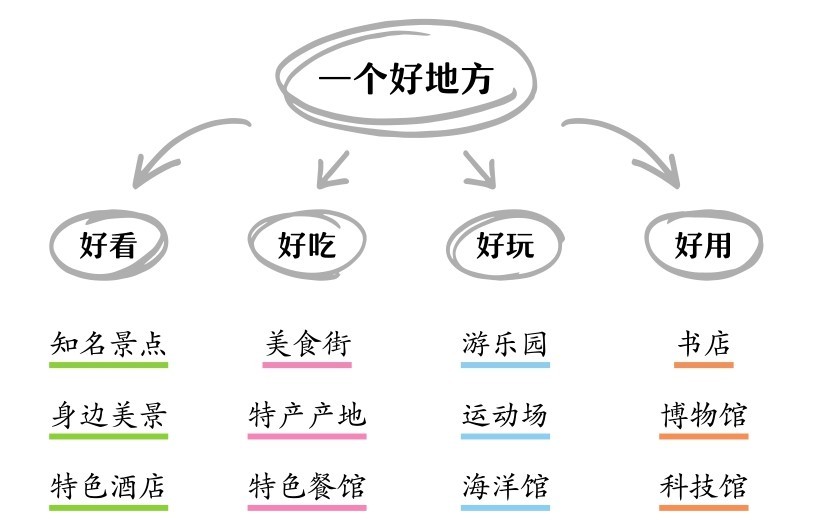 一个好地方
好看 好吃 好玩 好用
知名景点 美食街 游乐园 书店
身边美景 特产产地 运动场 博物馆
特色酒店 特色餐馆 海洋馆 科技馆